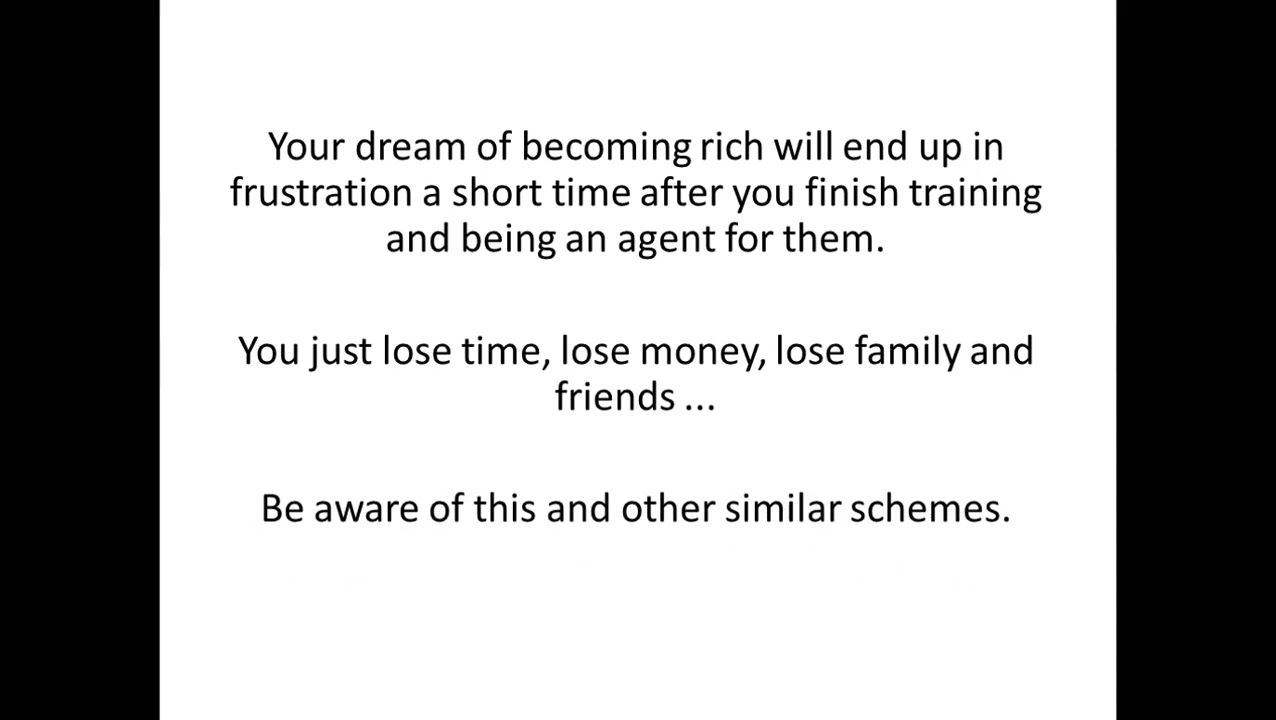 Your dream of becoming rich will end up in
frustration a short time after you finish training
and being an agent for them.
You just lose time, lose money, lose family and
friends ...
Be aware of this and other similar schemes.